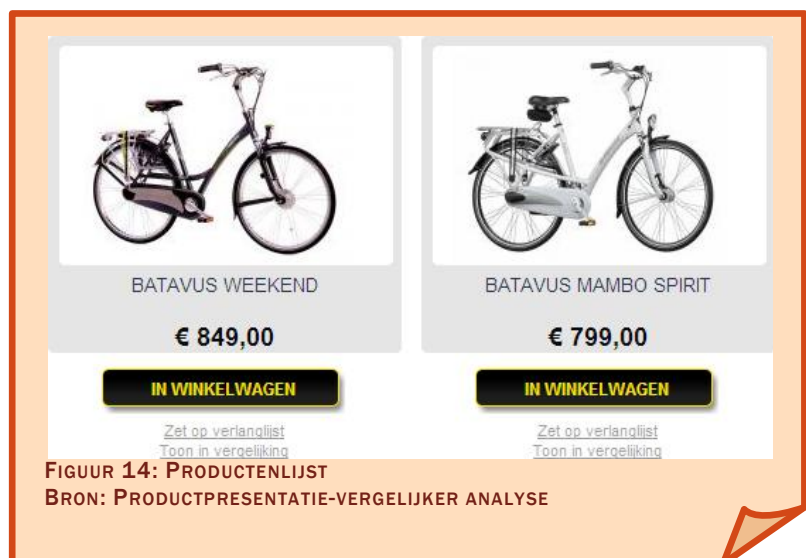 BATAVUS WEEKEND
€ 849,00
IN WINKELWAGEN
Zet op verlanglijst
Toon in vergelijking
BATAVUS MAMBO SPIRIT
€ 799,00
IN WINKELWAGEN
Zet op verlanglijst
Toon in vergelijking
FIGUUR 14: PRODUCTENLIJST
BRON: PRODUCTPRESENTATIE-VERGELIJKER ANALYSE